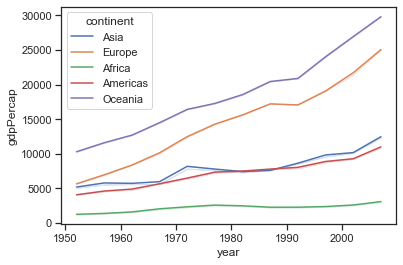 continent
Asia
Europe
Africa
Americas
Oceania
30000
25000
20000
15000
10000
5000
0
gdpPercap
1950 1960 1970 1980 1990 2000
year